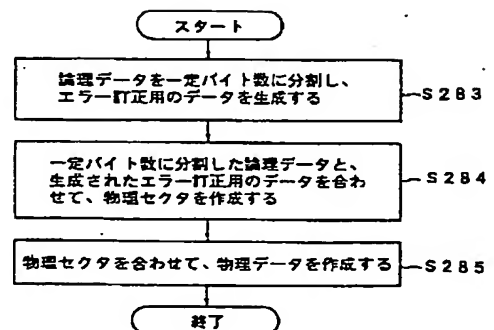 スタート
論理データを一定バイト数に分割し、
エラー訂正用のデータを生成する
S283
一定バイト数に分割した論理データと、
生成されたエラー訂正用のデータを合わ
せて、物理セクタを作成する
S284
物理セクタを合わせて、物理データを作成する
S285
終了